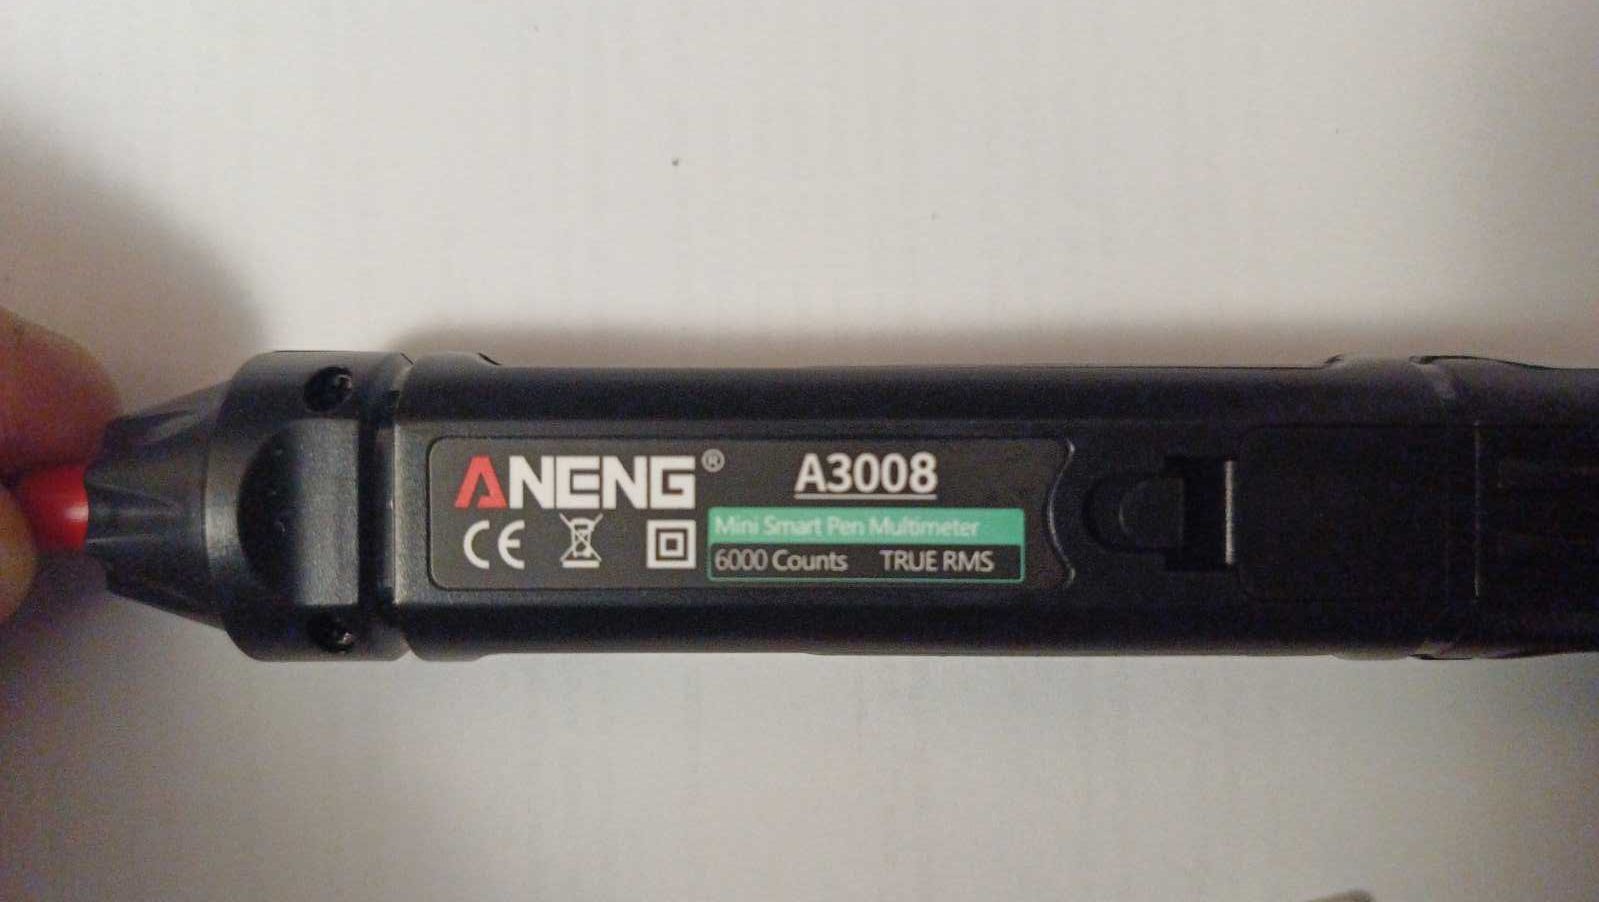 ANENG® A3008
CE
Mini Smart Pen Multimeter
6000 Counts TRUE RMS